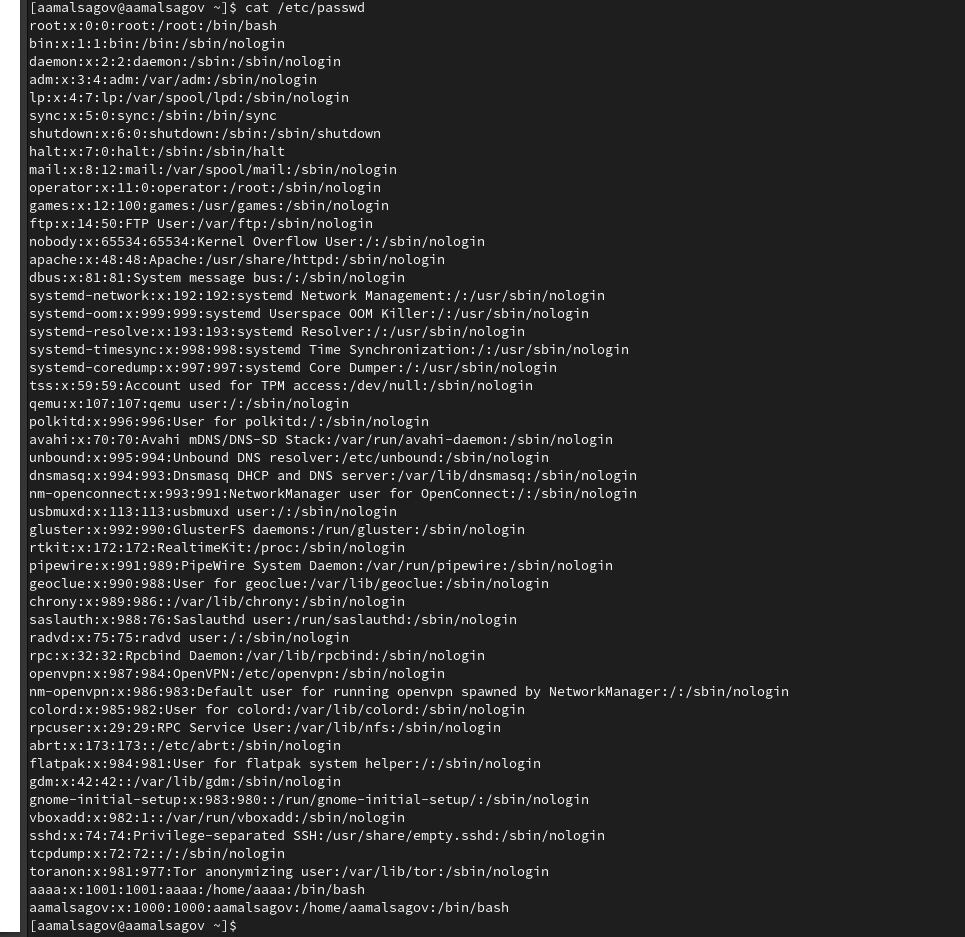 [aamalsagov@aamalsagov ~]$ cat /etc/passwd
root:x:0:0:root:/root:/bin/bash
bin:x:1:1:bin:/bin:/sbin/nologin
daemon:x:2:2:daemon:/sbin:/sbin/nologin
adm:x:3:4:adm:/var/adm:/sbin/nologin
lp:x:4:7:lp:/var/spool/lpd:/sbin/nologin
sync:x:5:0:sync:/sbin:/bin/sync
shutdown:x:6:0:shutdown:/sbin:/sbin/shutdown
halt:x:7:0:halt:/sbin:/sbin/halt
mail:x:8:12:mail:/var/spool/mail:/sbin/nologin
operator:x:11:0:operator:/root:/sbin/nologin
games:x:12:100:games:/usr/games:/sbin/nologin
ftp:x:14:50:FTP User:/var/ftp:/sbin/nologin
nobody:x:65534:65534:Kernel Overflow User:/:/sbin/nologin
apache:x:48:48:Apache:/usr/share/httpd:/sbin/nologin
dbus:x:81:81:System message bus:/:/sbin/nologin
systemd-network:x:192:192:systemd Network Management:/:/usr/sbin/nologin
systemd-oom:x:999:999:systemd Userspace OOM Killer:/:/usr/sbin/nologin
systemd-resolve:x:193:193:systemd Resolver:/:/usr/sbin/nologin
systemd-timesync:x:998:998:systemd Time Synchronization:/:/usr/sbin/nologin
systemd-coredump:x:997:997:systemd Core Dumper:/:/usr/sbin/nologin
tss:x:59:59:Account used for TPM access:/dev/null:/sbin/nologin
qemu:x:107:107:qemu user:/:/sbin/nologin
polkitd:x:996:996:User for polkitd:/:/sbin/nologin
avahi:x:70:70:Avahi mDNS/DNS-SD Stack:/var/run/avahi-daemon:/sbin/nologin
unbound:x:995:994:Unbound DNS resolver:/etc/unbound:/sbin/nologin
dnsmasq:x:994:993:Dnsmasq DHCP and DNS server:/var/lib/dnsmasq:/sbin/nologin
nm-openconnect:x:993:991:NetworkManager user for OpenConnect:/:/sbin/nologin
usbmuxd:x:113:113:usbmuxd user:/:/sbin/nologin
gluster:x:992:990:GlusterFS daemons:/run/gluster:/sbin/nologin
rtkit:x:172:172:RealtimeKit:/proc:/sbin/nologin
pipewire:x:991:989:PipeWire System Daemon:/var/run/pipewire:/sbin/nologin
geoclue:x:990:988:User for geoclue:/var/lib/geoclue:/sbin/nologin
chrony:x:989:986::/var/lib/chrony:/sbin/nologin
saslauth:x:988:76:Saslauthd user:/run/saslauthd:/sbin/nologin
radvd:x:75:75:radvd user:/:/sbin/nologin
rpc:x:32:32:Rpcbind Daemon:/var/lib/rpcbind:/sbin/nologin
openvpn:x:987:984:OpenVPN:/etc/openvpn:/sbin/nologin
nm-openvpn:x:986:983:Default user for running openvpn spawned by NetworkManager:/:/sbin/nologin
colord:x:985:982:User for colord:/var/lib/colord:/sbin/nologin
rpcuser:x:29:29:RPC Service User:/var/lib/nfs:/sbin/nologin
abrt:x:173:173::/etc/abrt:/sbin/nologin
flatpak:x:984:981:User for flatpak system helper:/:/sbin/nologin
gdm:x:42:42::/var/lib/gdm:/sbin/nologin
gnome-initial-setup:x:983:980::/run/gnome-initial-setup/:/sbin/nologin
vboxadd:x:982:1::/var/run/vboxadd:/sbin/nologin
sshd:x:74:74:Privilege-separated SSH:/usr/share/empty.sshd:/sbin/nologin
tcpdump:x:72:72::/:/sbin/nologin
toranon:x:981:977:Tor anonymizing user:/var/lib/tor:/sbin/nologin
aaaa:x:1001:1001:aaaa:/home/aaaa:/bin/bash
aamalsagov:x:1000:1000:aamalsagov:/home/aamalsagov:/bin/bash
[aamalsagov@aamalsagov ~]$